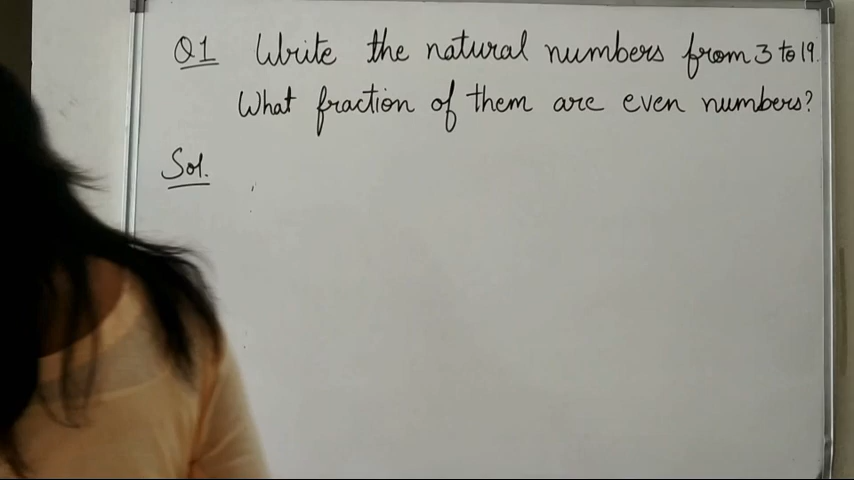 Q1 Write the natural numbers from 3 to 19.
What fraction of them are even numbers?
Sol.